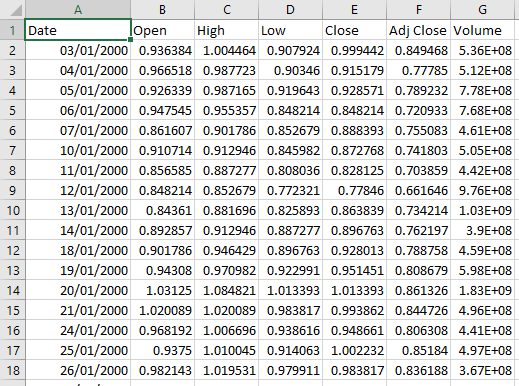 A B C D E F G
1 Date Open High Low Close Adj Close Volume
2 03/01/2000 0.936384 1.004464 0.907924 0.999442 0.849468 5.36E+08
3 04/01/2000 0.966518 0.987723 0.90346 0.915179 0.77785 5.12E+08
4 05/01/2000 0.926339 0.987165 0.919643 0.928571 0.789232 7.78E+08
5 06/01/2000 0.947545 0.955357 0.848214 0.848214 0.720933 7.68E+08
6 07/01/2000 0.861607 0.901786 0.852679 0.888393 0.755083 4.61E+08
7 10/01/2000 0.910714 0.912946 0.845982 0.872768 0.741803 5.05E+08
8 11/01/2000 0.856585 0.887277 0.808036 0.828125 0.703859 4.42E+08
9 12/01/2000 0.848214 0.852679 0.772321 0.77846 0.661646 9.76E+08
10 13/01/2000 0.84361 0.881696 0.825893 0.863839 0.734214 1.03E+09
11 14/01/2000 0.892857 0.912946 0.887277 0.896763 0.762197 3.9E+08
12 18/01/2000 0.901786 0.946429 0.896763 0.928013 0.788758 4.59E+08
13 19/01/2000 0.94308 0.970982 0.922991 0.951451 0.808679 5.98E+08
14 20/01/2000 1.03125 1.084821 1.013393 1.013393 0.861326 1.83E+09
15 21/01/2000 1.020089 1.020089 0.983817 0.993862 0.844726 4.96E+08
16 24/01/2000 0.968192 1.006696 0.938616 0.948661 0.806308 4.41E+08
17 25/01/2000 0.9375 1.010045 0.914063 1.002232 0.85184 4.97E+08
18 26/01/2000 0.982143 1.019531 0.979911 0.983817 0.836188 3.67E+08